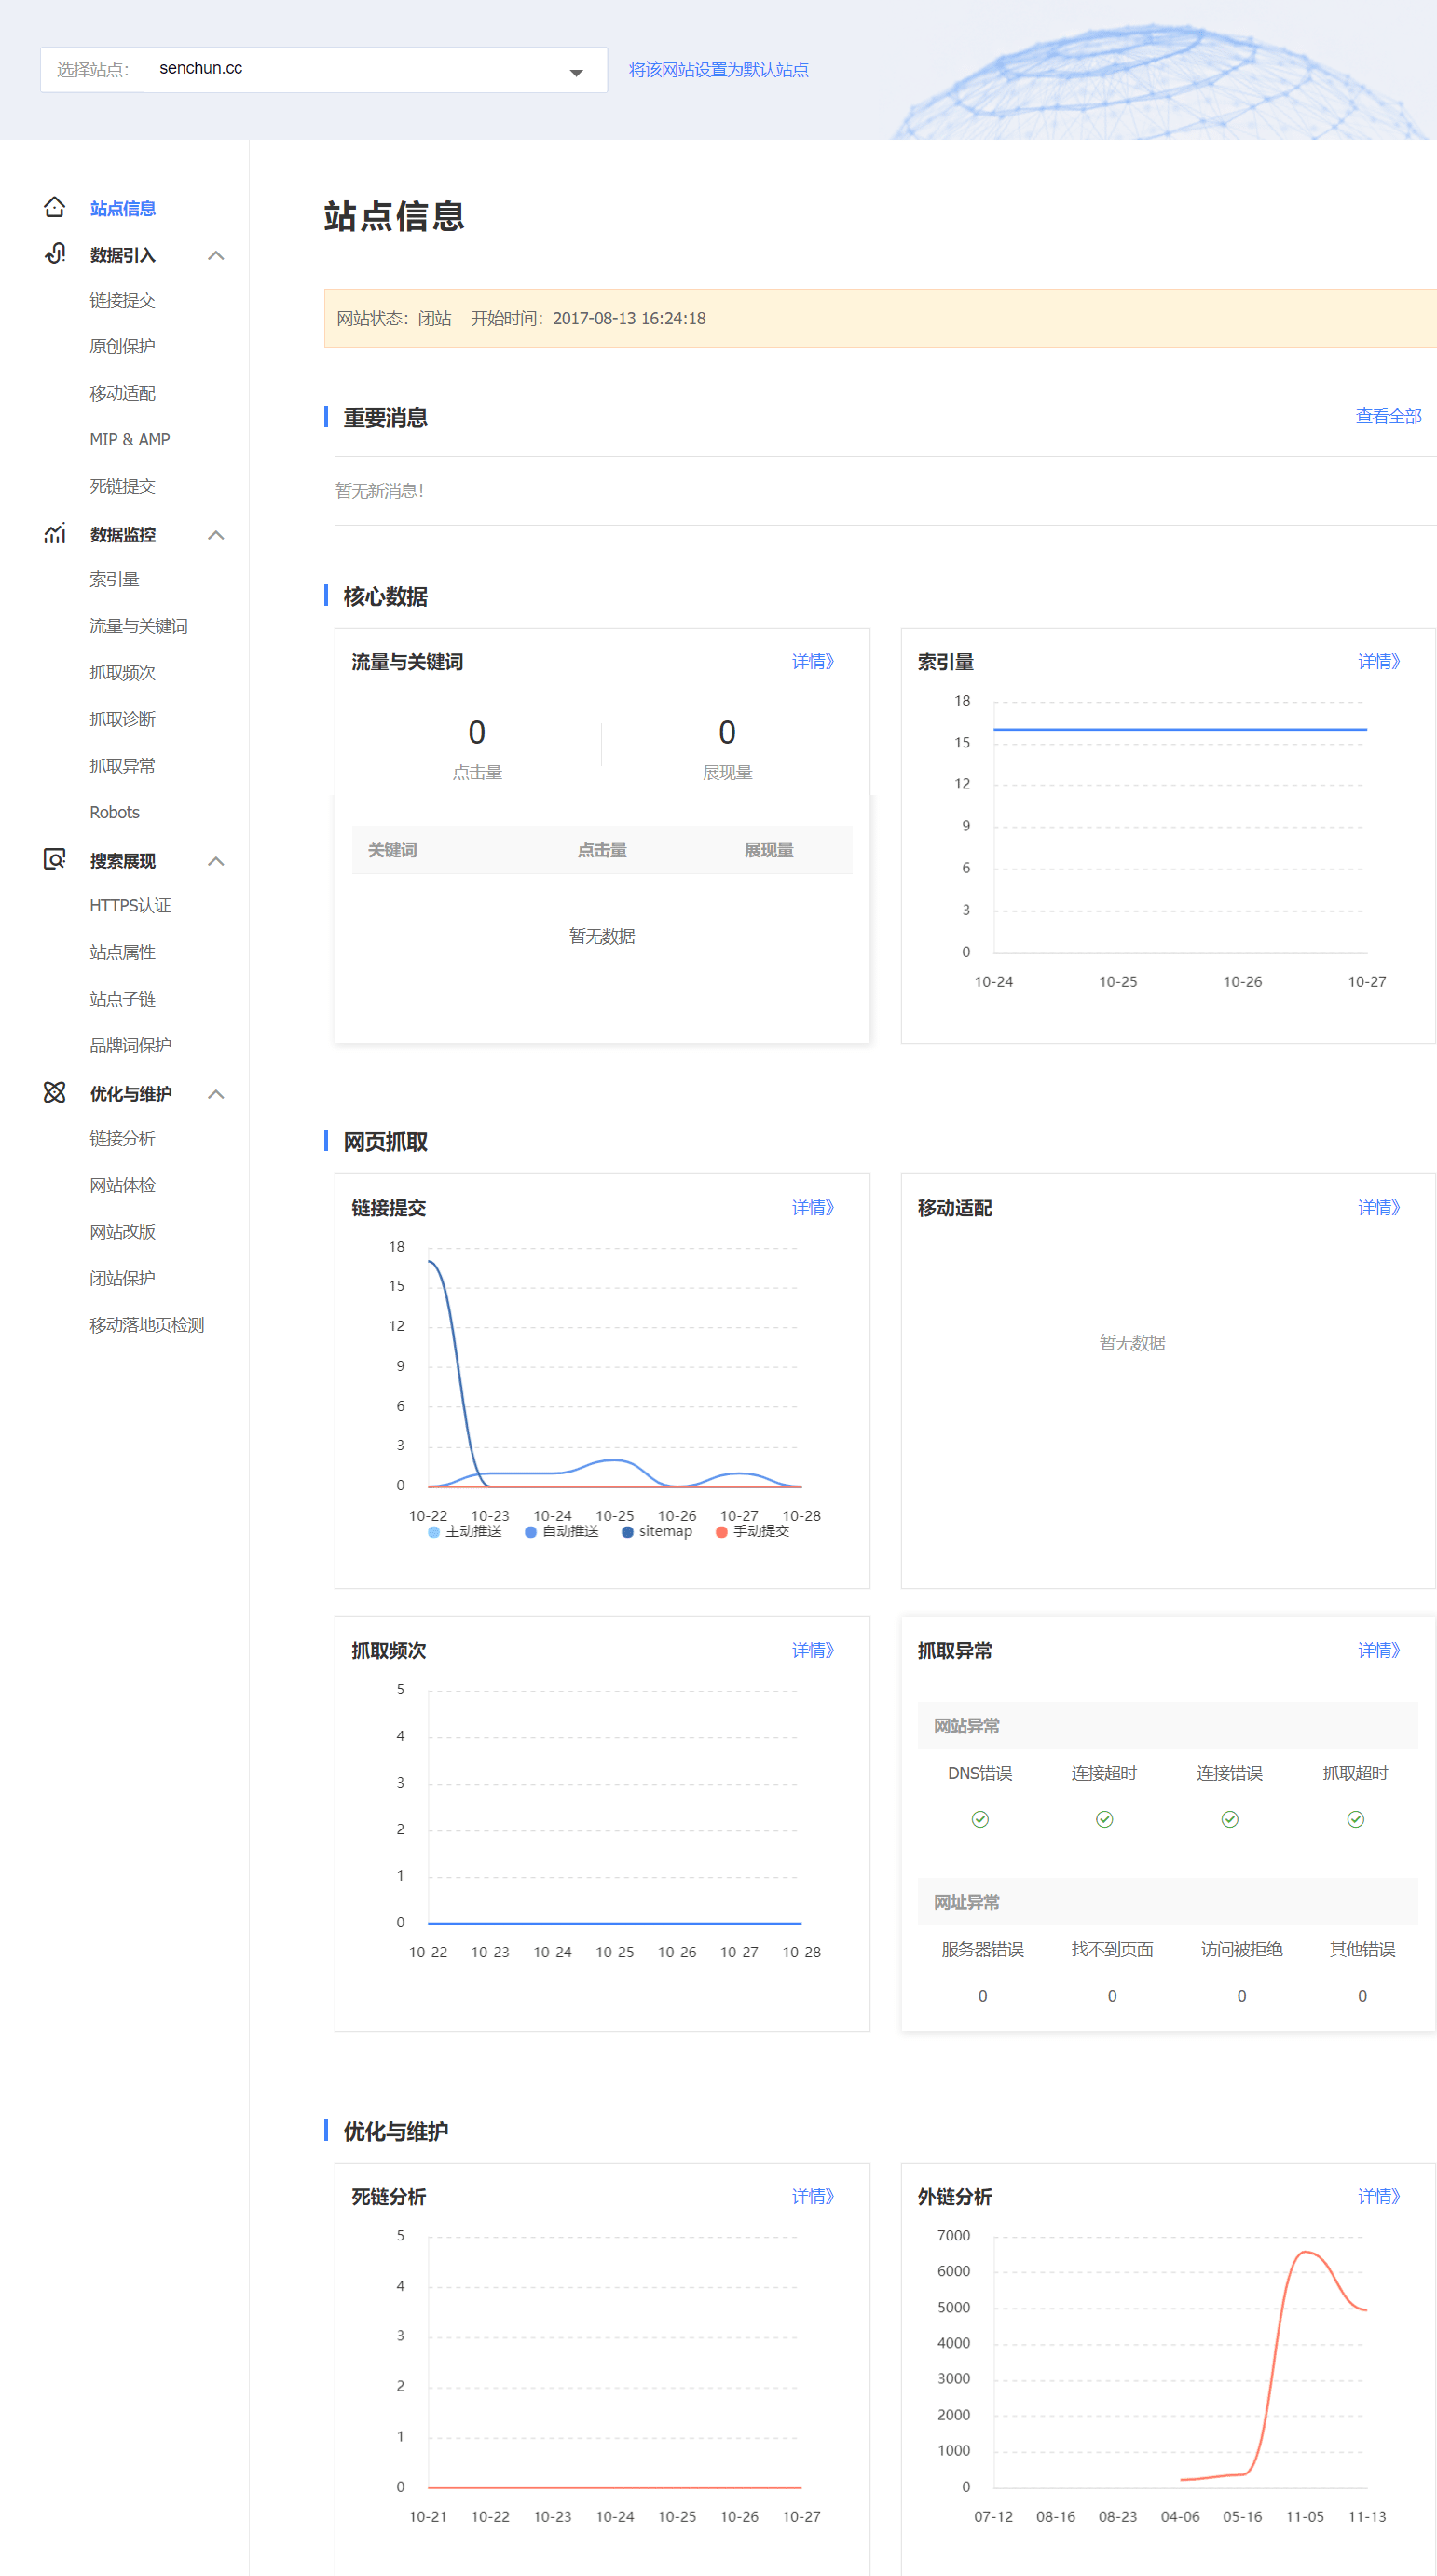 选择站点： senchun.cc 将该网站设置为默认站点
站点信息
数据引入
链接提交
原创保护
移动适配
MIP & AMP
死链提交
数据监控
索引量
流量与关键词
抓取频次
抓取诊断
抓取异常
Robots
搜索展现
HTTPS认证
站点属性
站点子链
品牌词保护
优化与维护
链接分析
网站体检
网站改版
闭站保护
移动落地页检测
站点信息
网站状态：闭站 开始时间：2017-08-13 16:24:18
重要消息 查看全部
暂无新消息！
核心数据
流量与关键词 详情》
0 0
点击量 展现量
关键词 点击量 展现量
暂无数据
索引量 详情》
18
15
12
9
6
3
0
10-24 10-25 10-26 10-27
网页抓取
链接提交 详情》
18
15
12
9
6
3
0
10-22 10-23 10-24 10-25 10-26 10-27 10-28
主动推送 自动推送 sitemap 手动提交
移动适配 详情》
暂无数据
抓取频次 详情》
5
4
3
2
1
0
10-22 10-23 10-24 10-25 10-26 10-27 10-28
抓取异常 详情》
网站异常
DNS错误 连接超时 连接错误 抓取超时
网址异常
服务器错误 找不到页面 访问被拒绝 其他错误
0 0 0 0
优化与维护
死链分析 详情》
5
4
3
2
1
0
10-21 10-22 10-23 10-24 10-25 10-26 10-27
外链分析 详情》
7000
6000
5000
4000
3000
2000
1000
0
07-12 08-16 08-23 04-06 05-16 11-05 11-13